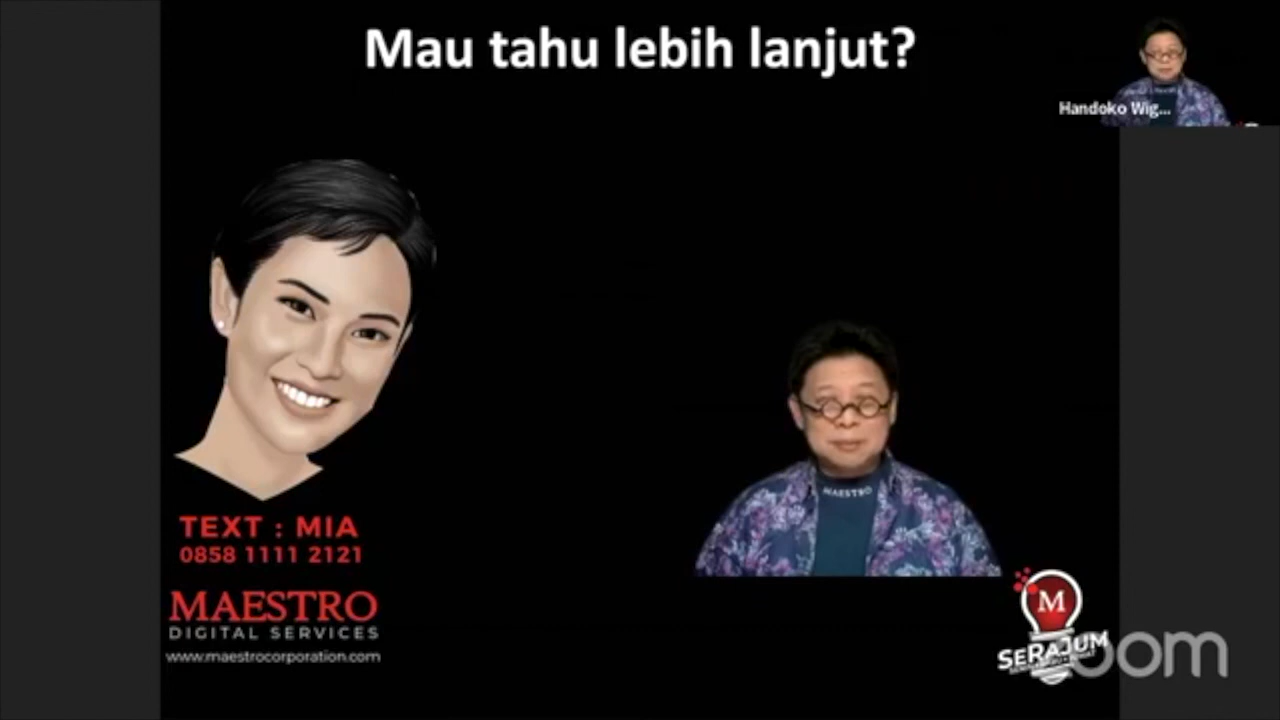 Mau tahu lebih lanjut?
Handoko Wig...
MAESTRO
TEXT : MIA
0858 1111 2121
MAESTRO
DIGITAL SERVICES
www.maestrocorporation.com
M
SERAJUM
zoom